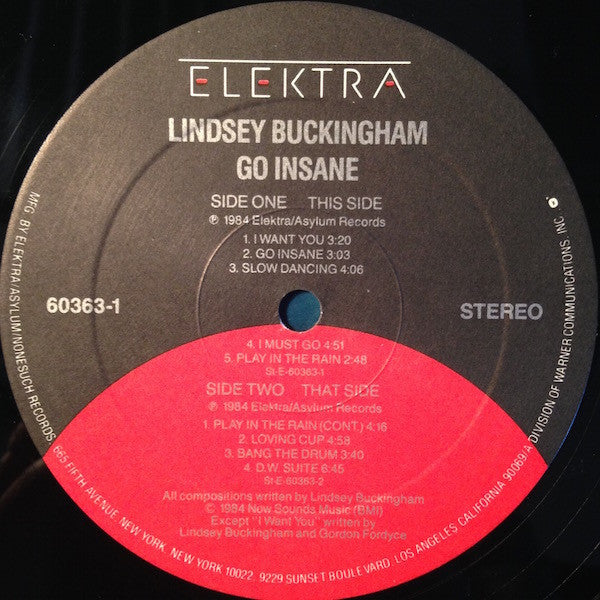 ELEKTRA
LINDSEY BUCKINGHAM
GO INSANE
SIDE ONE THIS SIDE
℗ 1984 Elektra/Asylum Records
1. I WANT YOU 3:20
2. GO INSANE 3:03
3. SLOW DANCING 4:06
60363-1
STEREO
4. I MUST GO 4:51
5. PLAY IN THE RAIN 2:48
St-E-60363-1
SIDE TWO THAT SIDE
℗ 1984 Elektra/Asylum Records
1. PLAY IN THE RAIN (CONT.) 4:16
2. LOVING CUP 4:58
3. BANG THE DRUM 3:40
4. D.W. SUITE 6:45
St-E-60363-2
All compositions written by Lindsey Buckingham
© 1984 Now Sounds Music (BMI)
Except "I Want You" written by
Lindsey Buckingham and Gordon Fordyce
MFG. BY ELEKTRA/ASYLUM/NONESUCH RECORDS, 665 FIFTH AVENUE, NEW YORK, NEW YORK 10022. 9229 SUNSET BOULEVARD, LOS ANGELES, CALIFORNIA 90069. A DIVISION OF WARNER COMMUNICATIONS, INC.